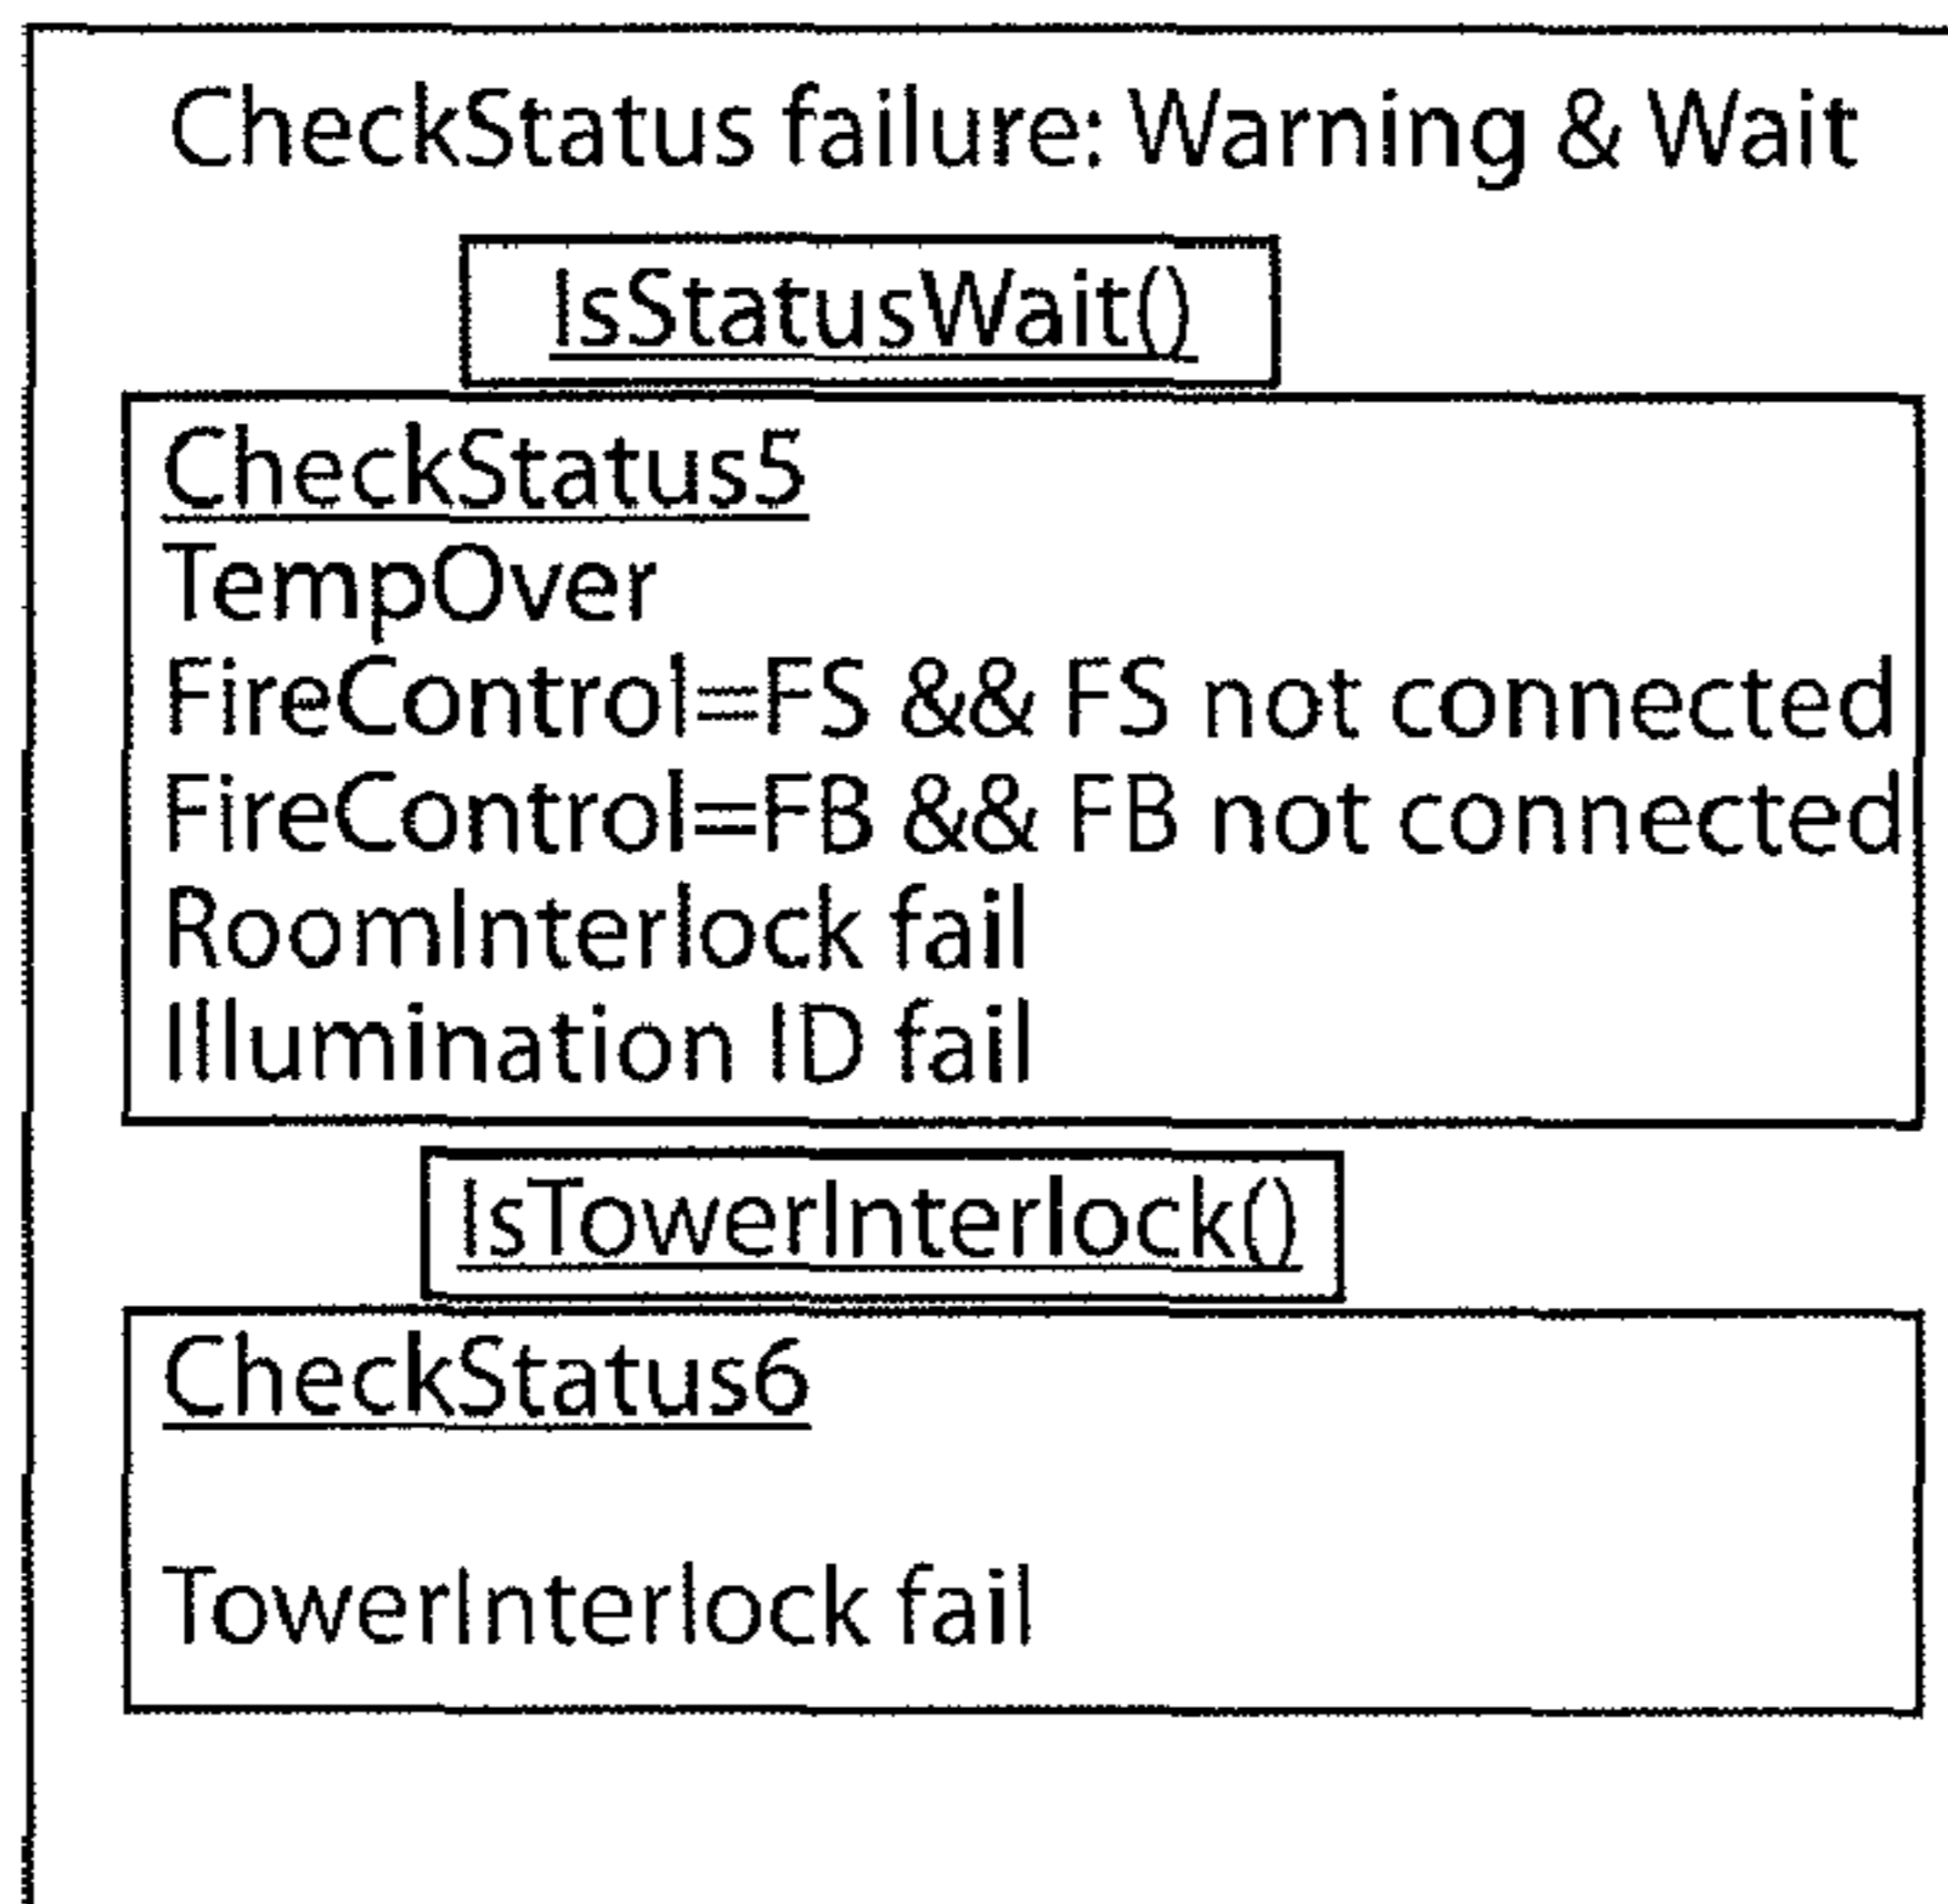 CheckStatus failure: Warning & Wait
IsStatusWait()
CheckStatus5
TempOver
FireControl=FS && FS not connected
FireControl=FB && FB not connected
RoomInterlock fail
Illumination ID fail
IsTowerInterlock()
CheckStatus6
TowerInterlock fail